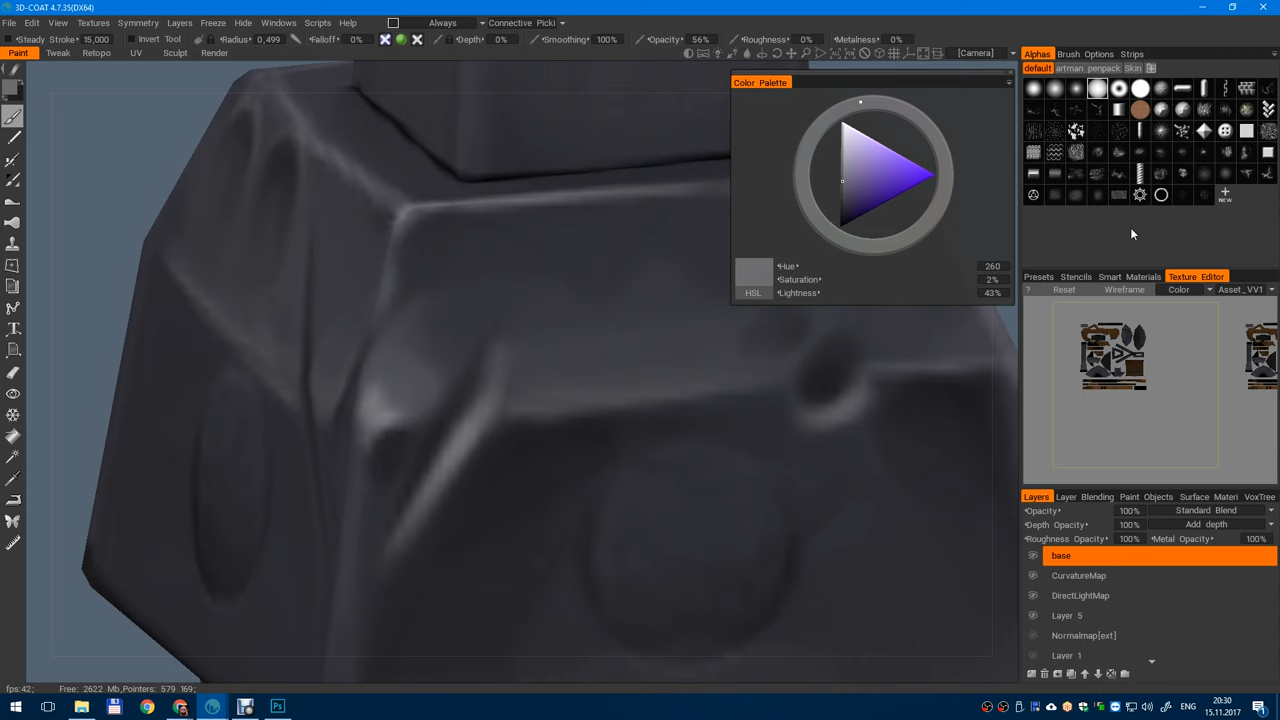 3D-COAT 4.7.35(DX64)
File Edit View Textures Symmetry Layers Freeze Hide Windows Scripts Help Always Connective Picki
Steady Stroke 15,000 Invert Tool Radius 0,499 Falloff 0% Depth 0% Smoothing 100% Opacity 56% Roughness 0% Metalness 0%
Paint Tweak Retopo UV Sculpt Render [Camera] Alphas Brush Options Strips
default artman penpack Skin
Color Palette
NEW
Hue 260
Saturation 2%
HSL Lightness 43%
Presets Stencils Smart Materials Texture Editor
? Reset Wireframe Color Asset_VV1
Layers Layer Blending Paint Objects Surface Materi VoxTree
Opacity 100% Standard Blend
Depth Opacity 100% Add depth
Roughness Opacity 100% Metal Opacity 100%
base
CurvatureMap
DirectLightMap
Layer 5
Normalmap[ext]
Layer 1
fps:42; Free: 2622 Mb,Pointers: 579 169;
Ps ENG 20:30
15.11.2017